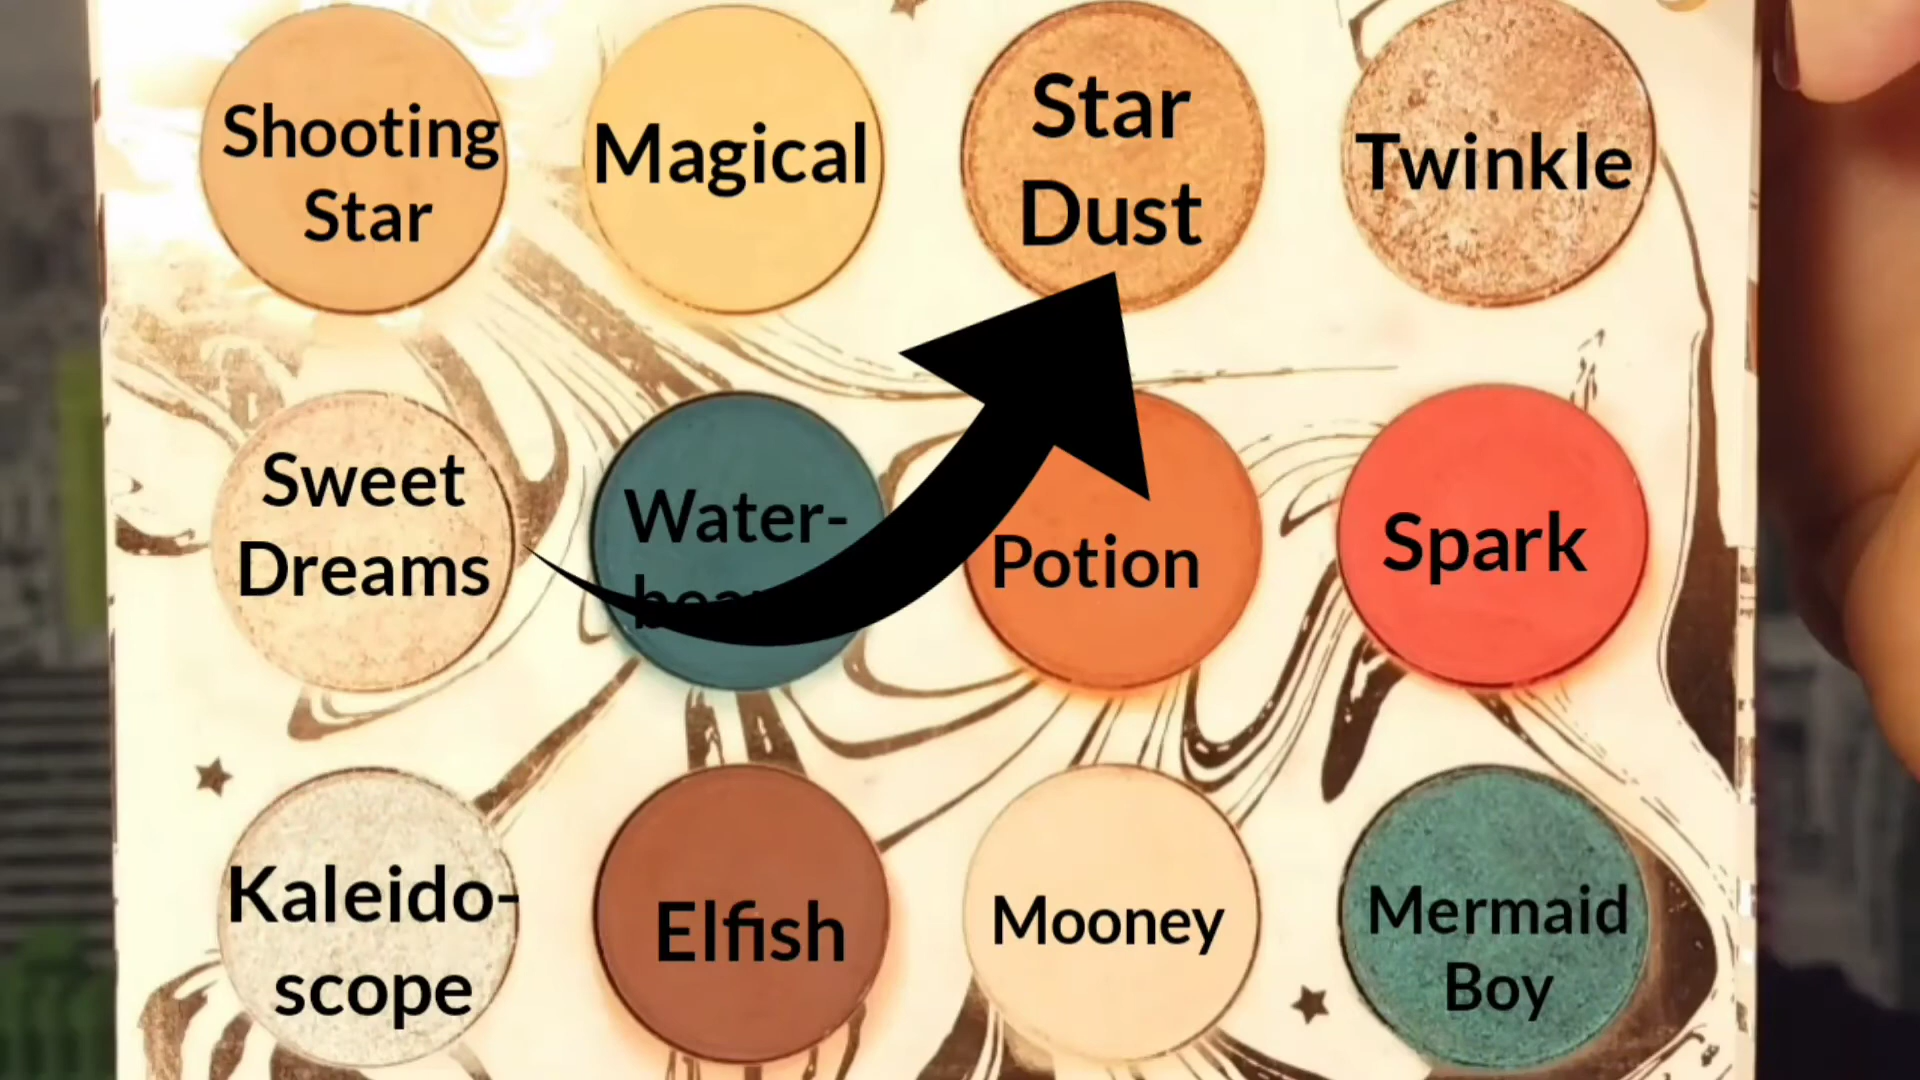 Shooting
Star
Magical
Star
Dust
Twinkle
Sweet
Dreams
Water-
Potion
Spark
Kaleido-
scope
Elfish
Mooney
Mermaid
Boy